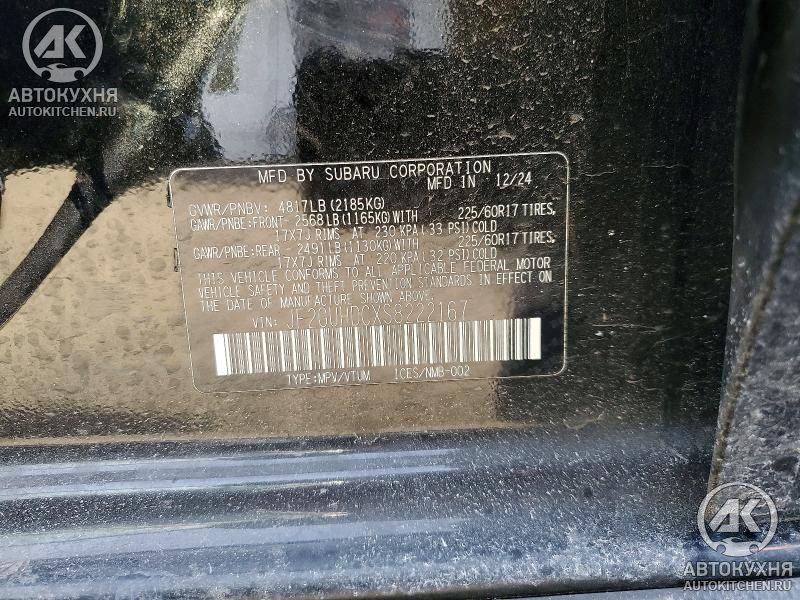 AK
АВТОКУХНЯ
AUTOKITCHEN.RU
MFD BY SUBARU CORPORATION
MFD IN 12/24
GVWR/PNBV: 4817LB (2185KG)
GAWR/PNBE:FRONT-2568LB(1165KG)WITH 225/60R17 TIRES,
17X7J RIMS AT 230 KPA (33 PSI) COLD
GAWR/PNBE:REAR -2491LB(1130KG)WITH 225/60R17 TIRES,
17X7J RIMS AT 220 KPA (32 PSI) COLD
THIS VEHICLE CONFORMS TO ALL APPLICABLE FEDERAL MOTOR
VEHICLE SAFETY AND THEFT PREVENTION STANDARDS IN
EFFECT ON THE DATE OF MANUFACTURE SHOWN ABOVE.
VIN: JF2GUHDCXS8222167
TYPE:MPV/VTUM 1CES/NMB-002
AK
АВТОКУХНЯ
AUTOKITCHEN.RU